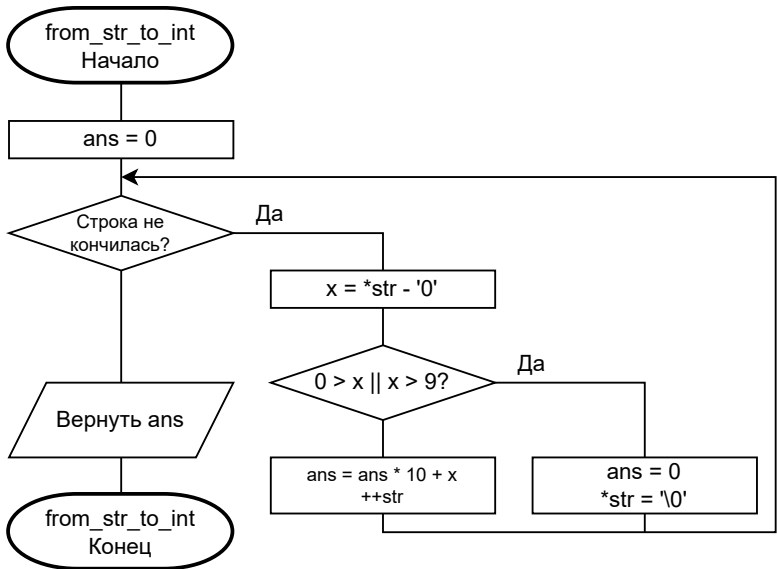 from_str_to_int
Начало
ans = 0
Строка не
кончилась?
Да
x = *str - '0'
0 > x || x > 9?
Да
ans = ans * 10 + x
++str
ans = 0
*str = '\0'
Вернуть ans
from_str_to_int
Конец